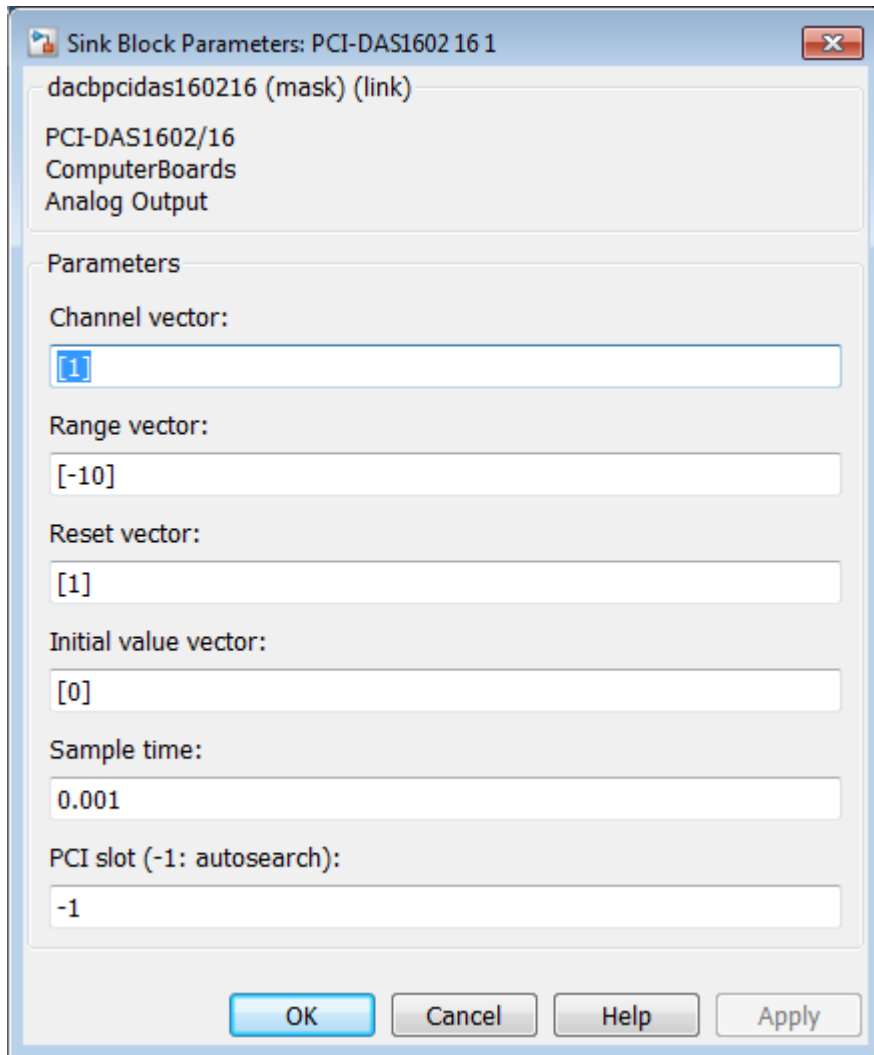 Sink Block Parameters: PCI-DAS1602 16 1
dacbpcidas160216 (mask) (link)
PCI-DAS1602/16
ComputerBoards
Analog Output
Parameters
Channel vector:
[1]
Range vector:
[-10]
Reset vector:
[1]
Initial value vector:
[0]
Sample time:
0.001
PCI slot (-1: autosearch):
-1
OK Cancel Help Apply